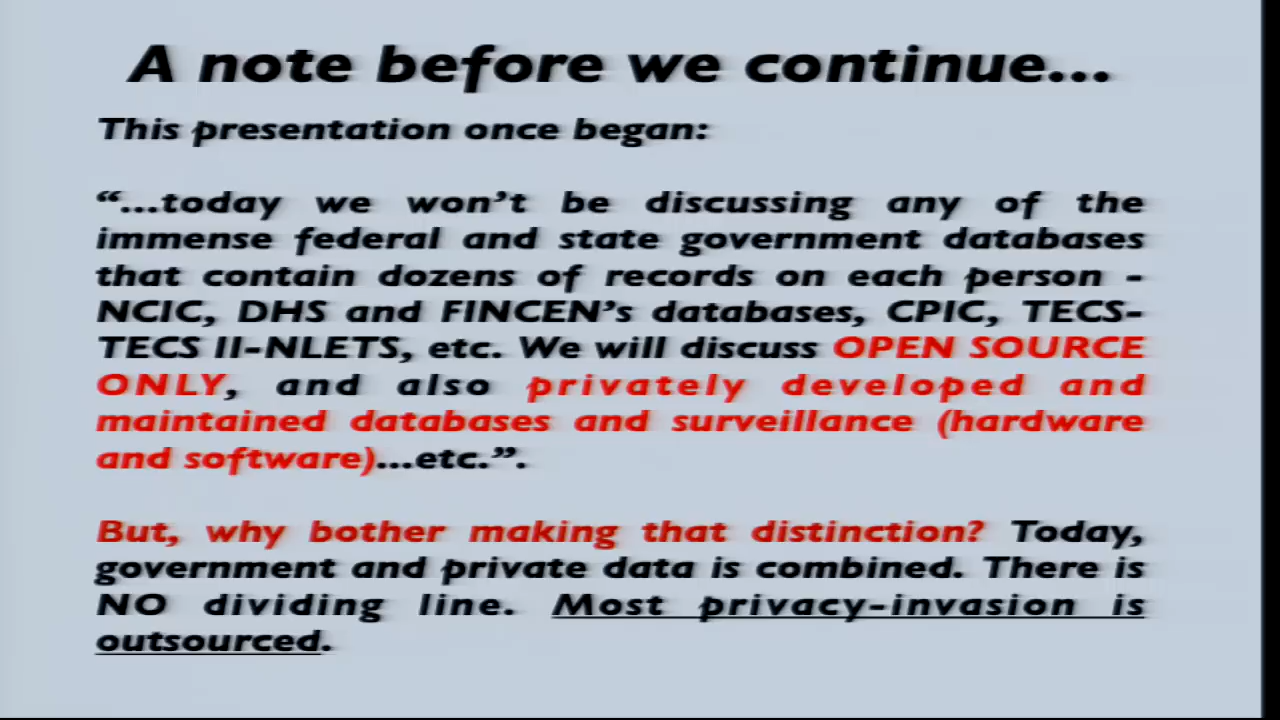 A note before we continue...
This presentation once began:
“...today we won’t be discussing any of the
immense federal and state government databases
that contain dozens of records on each person -
NCIC, DHS and FINCEN’s databases, CPIC, TECS-
TECS II-NLETS, etc. We will discuss OPEN SOURCE
ONLY, and also privately developed and
maintained databases and surveillance (hardware
and software)...etc.”.
But, why bother making that distinction? Today,
government and private data is combined. There is
NO dividing line. Most privacy-invasion is
outsourced.